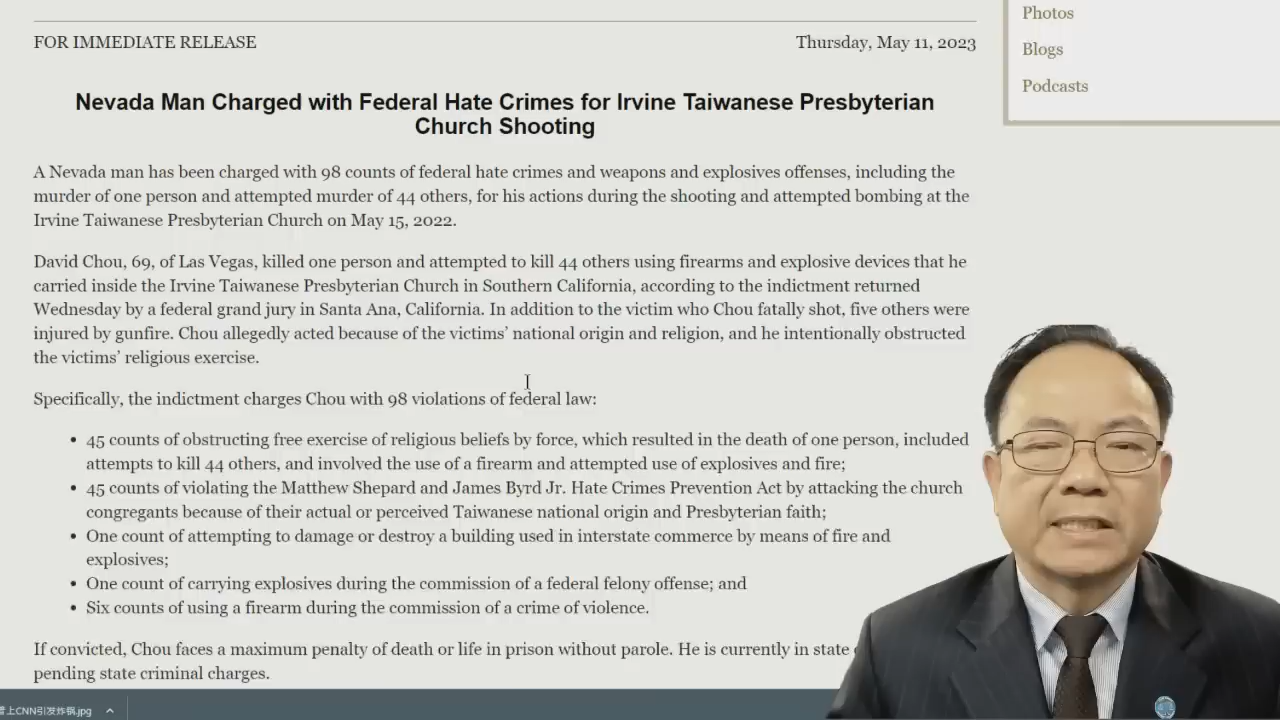 Photos
Blogs
Podcasts
FOR IMMEDIATE RELEASE
Thursday, May 11, 2023
Nevada Man Charged with Federal Hate Crimes for Irvine Taiwanese Presbyterian
Church Shooting
A Nevada man has been charged with 98 counts of federal hate crimes and weapons and explosives offenses, including the
murder of one person and attempted murder of 44 others, for his actions during the shooting and attempted bombing at the
Irvine Taiwanese Presbyterian Church on May 15, 2022.
David Chou, 69, of Las Vegas, killed one person and attempted to kill 44 others using firearms and explosive devices that he
carried inside the Irvine Taiwanese Presbyterian Church in Southern California, according to the indictment returned
Wednesday by a federal grand jury in Santa Ana, California. In addition to the victim who Chou fatally shot, five others were
injured by gunfire. Chou allegedly acted because of the victims’ national origin and religion, and he intentionally obstructed
the victims’ religious exercise.
Specifically, the indictment charges Chou with 98 violations of federal law:
• 45 counts of obstructing free exercise of religious beliefs by force, which resulted in the death of one person, included
attempts to kill 44 others, and involved the use of a firearm and attempted use of explosives and fire;
• 45 counts of violating the Matthew Shepard and James Byrd Jr. Hate Crimes Prevention Act by attacking the church
congregants because of their actual or perceived Taiwanese national origin and Presbyterian faith;
• One count of attempting to damage or destroy a building used in interstate commerce by means of fire and
explosives;
• One count of carrying explosives during the commission of a federal felony offense; and
• Six counts of using a firearm during the commission of a crime of violence.
If convicted, Chou faces a maximum penalty of death or life in prison without parole. He is currently in state
pending state criminal charges.
上CNN引发炸锅.jpg